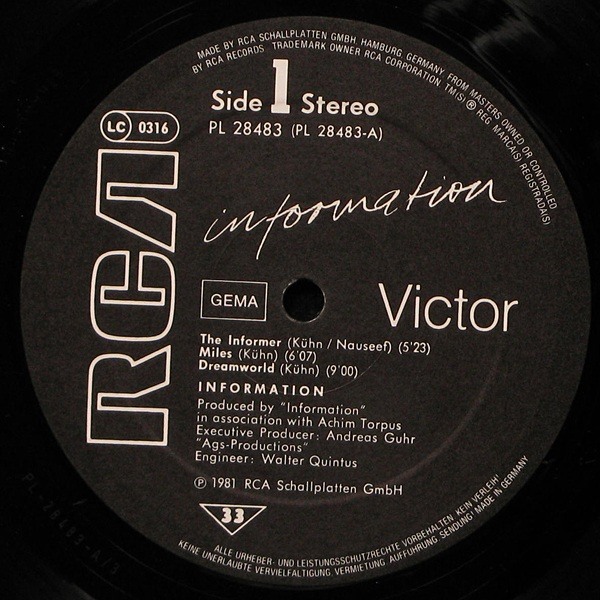 MADE BY RCA SCHALLPLATTEN GMBH, HAMBURG, GERMANY, FROM MASTERS OWNED OR CONTROLLED
BY RCA RECORDS TRADEMARK OWNER RCA CORPORATION. TM(S) ® REG. MARCA(S) REGISTRADA(S)
Side 1 Stereo
PL 28483 (PL 28483-A)
LC 0316
RCA
information
GEMA
Victor
The Informer (Kühn / Nauseef) (5'23)
Miles (Kühn) (6'07)
Dreamworld (Kühn) (9'00)
INFORMATION
Produced by "Information"
in association with Achim Torpus
Executive Producer: Andreas Guhr
"Ags-Productions"
Engineer: Walter Quintus
Ⓟ 1981 RCA Schallplatten GmbH
33
ALLE URHEBER- UND LEISTUNGSSCHUTZRECHTE VORBEHALTEN. KEIN VERLEIH!
KEINE UNERLAUBTE VERVIELFÄLTIGUNG, VERMIETUNG, AUFFÜHRUNG, SENDUNG! MADE IN GERMANY
PL-28483-A/3